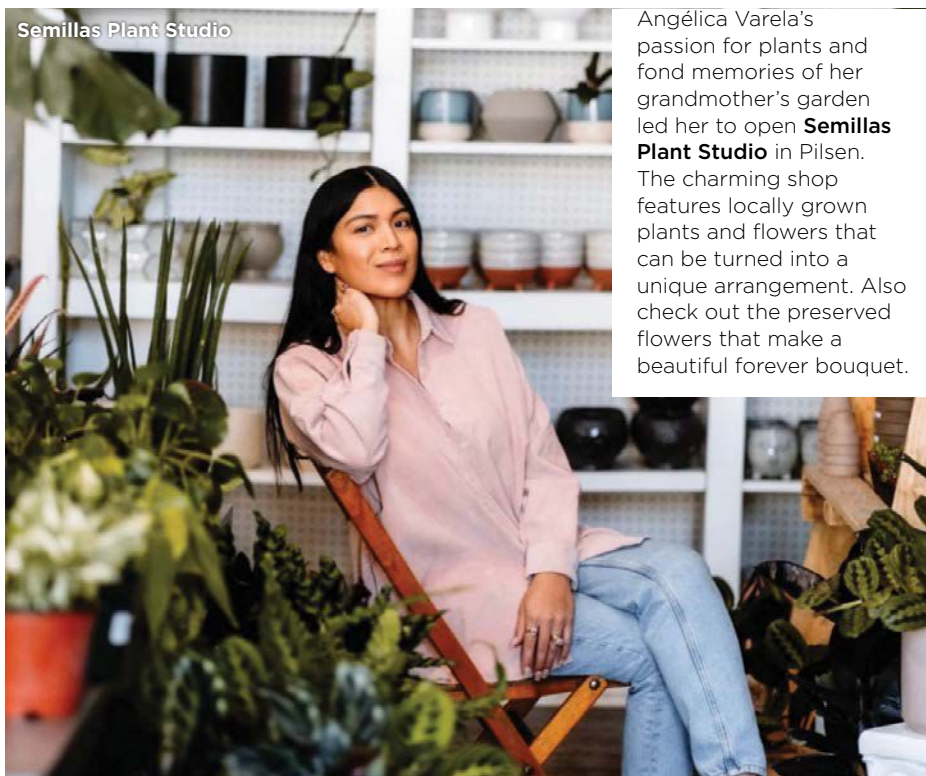 Semillas Plant Studio
Angélica Varela’s
passion for plants and
fond memories of her
grandmother’s garden
led her to open Semillas
Plant Studio in Pilsen.
The charming shop
features locally grown
plants and flowers that
can be turned into a
unique arrangement. Also
check out the preserved
flowers that make a
beautiful forever bouquet.